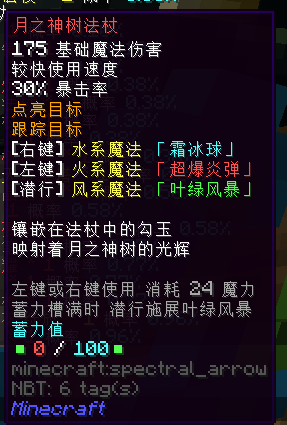 月之神树法杖
175 基础魔法伤害
较快使用速度
30% 暴击率
点亮目标
跟踪目标
[右键] 水系魔法 「霜冰球」
[左键] 火系魔法 「超爆炎弹」
[潜行] 风系魔法 「叶绿风暴」
镶嵌在法杖中的勾玉
映射着月之神树的光辉
左键或右键使用 消耗 24 魔力
蓄力槽满时 潜行施展叶绿风暴
蓄力值
■ 0 / 100 ■
minecraft:spectral_arrow
NBT: 6 tag(s)
Minecraft